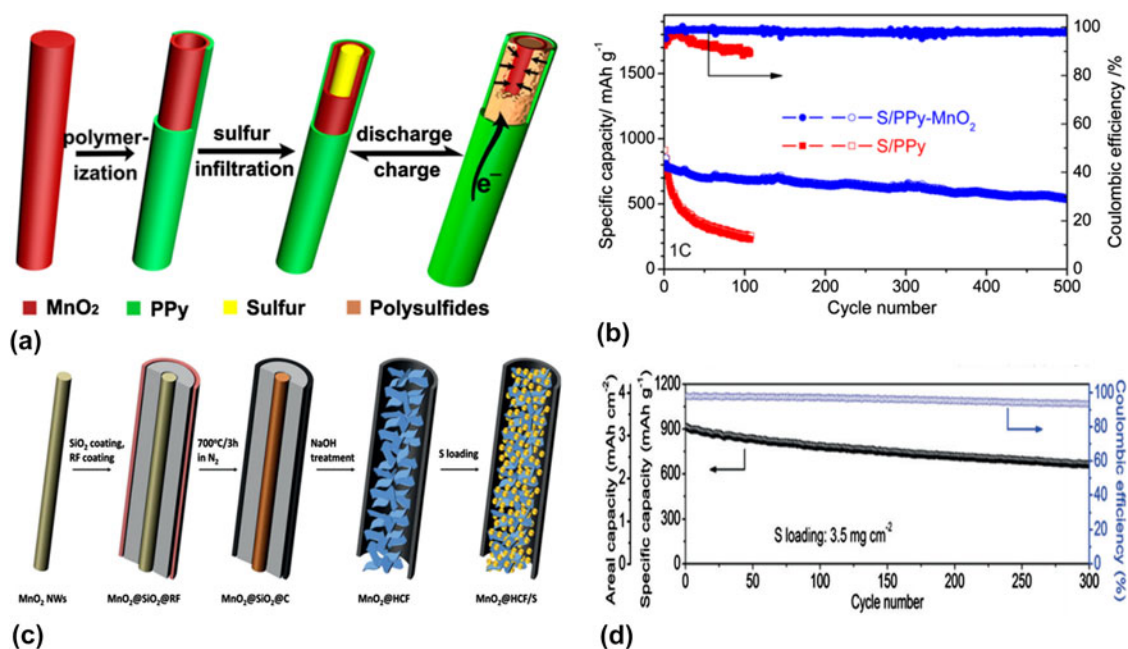 polymer-
ization
sulfur
infiltration
discharge
charge
e⁻
MnO₂ PPy Sulfur Polysulfides
(a)
Specific capacity/ mAh g⁻¹
1800
1500
1200
900
600
300
0
100
80
60
40
20
0
Coulombic efficiency /%
S/PPy-MnO₂
S/PPy
1C
0 100 200 300 400 500
Cycle number
(b)
SiO₂ coating,
RF coating
700°C/3h
in N₂
NaOH
treatment
S loading
MnO₂ NWs MnO₂@SiO₂@RF MnO₂@SiO₂@C MnO₂@HCF MnO₂@HCF/S
(c)
Areal capacity (mAh cm⁻²)
4
3
2
1
0
Specific capacity (mAh g⁻¹)
1200
900
600
300
0
100
80
60
40
20
0
Coulombic efficiency (%)
S loading: 3.5 mg cm⁻²
0 50 100 150 200 250 300
Cycle number
(d)